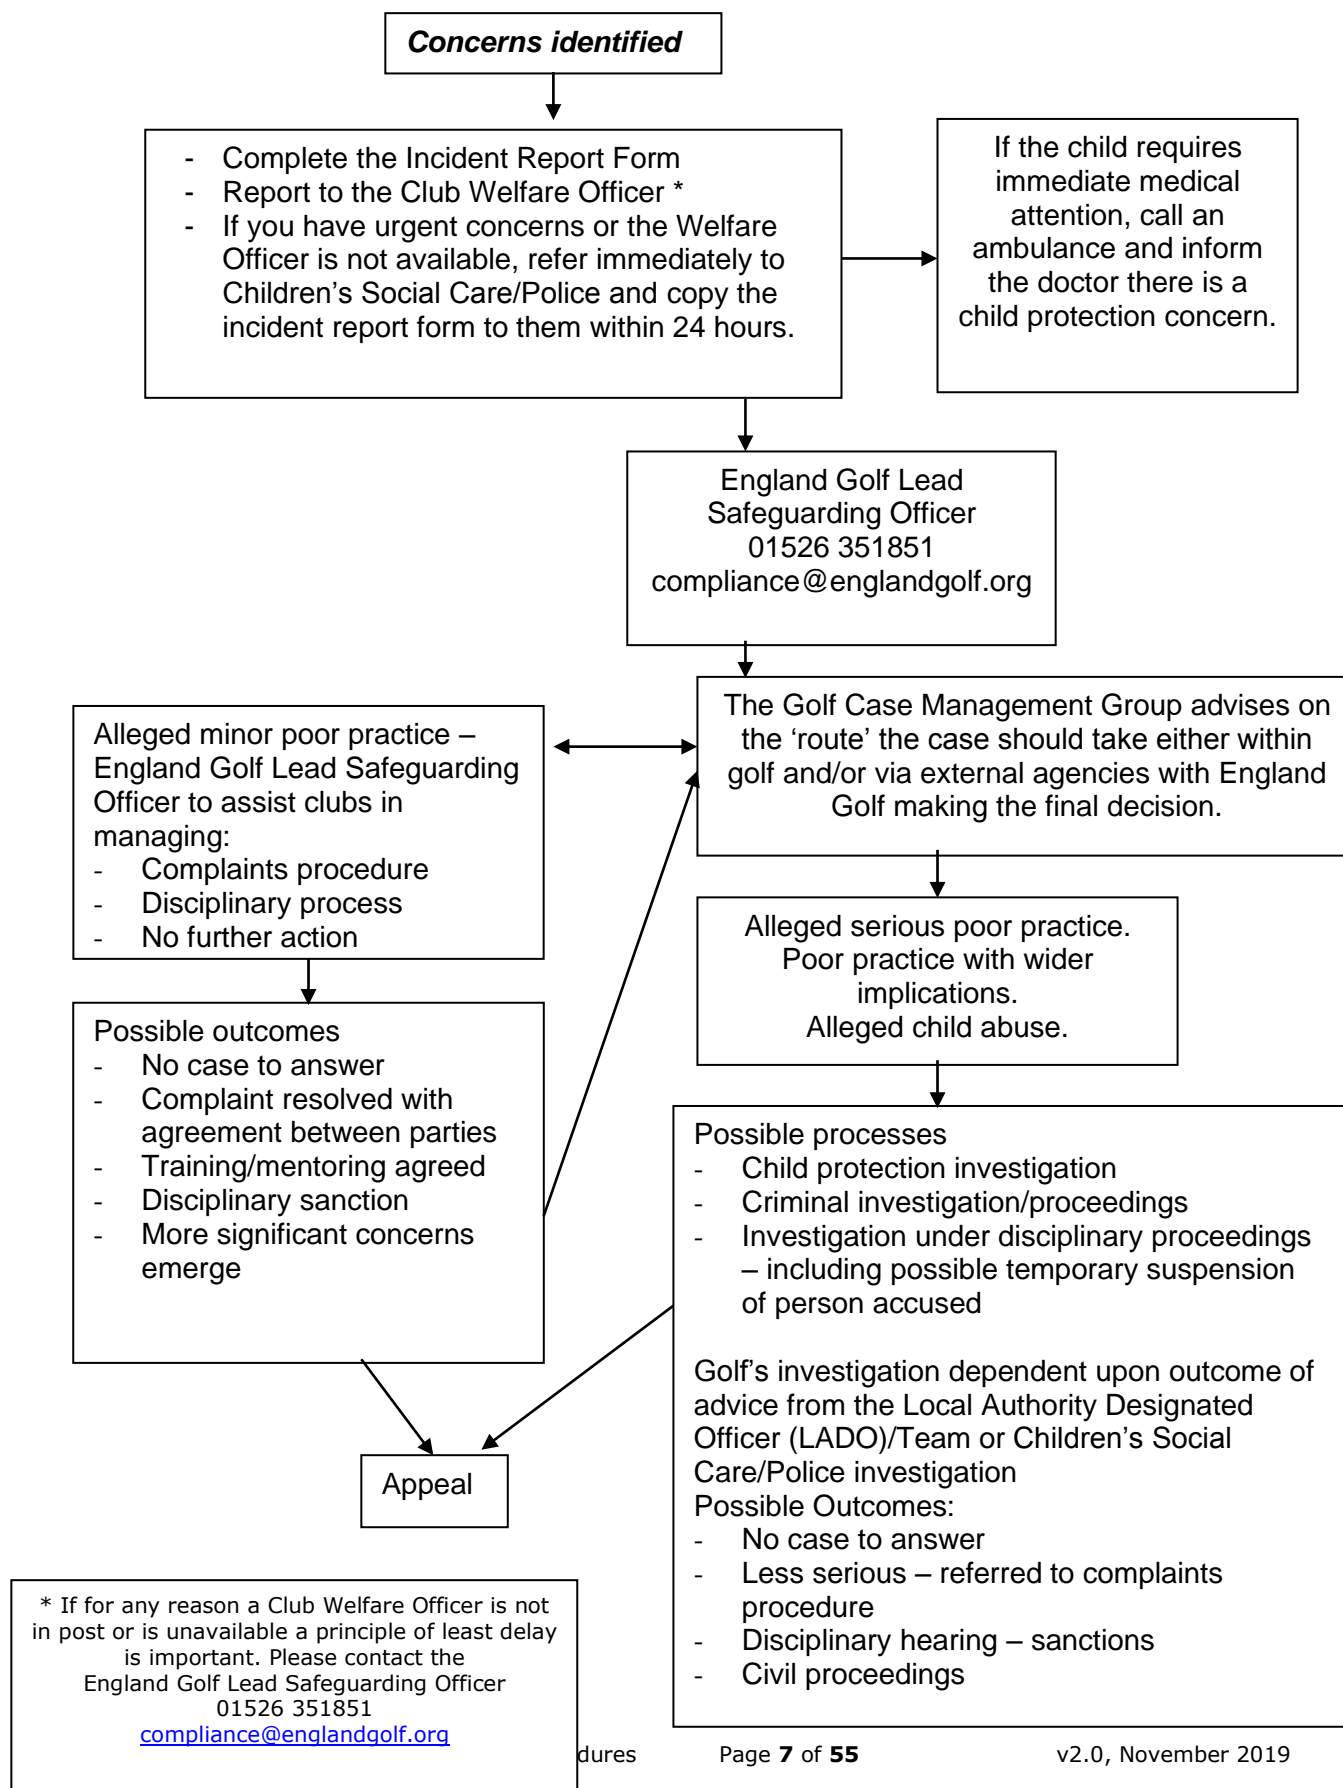 Concerns identified
- Complete the Incident Report Form
- Report to the Club Welfare Officer *
- If you have urgent concerns or the Welfare
Officer is not available, refer immediately to
Children’s Social Care/Police and copy the
incident report form to them within 24 hours.
If the child requires
immediate medical
attention, call an
ambulance and inform
the doctor there is a
child protection concern.
England Golf Lead
Safeguarding Officer
01526 351851
compliance@englandgolf.org
The Golf Case Management Group advises on
the ‘route’ the case should take either within
golf and/or via external agencies with England
Golf making the final decision.
Alleged minor poor practice –
England Golf Lead Safeguarding
Officer to assist clubs in
managing:
- Complaints procedure
- Disciplinary process
- No further action
Alleged serious poor practice.
Poor practice with wider
implications.
Alleged child abuse.
Possible outcomes
- No case to answer
- Complaint resolved with
agreement between parties
- Training/mentoring agreed
- Disciplinary sanction
- More significant concerns
emerge
Possible processes
- Child protection investigation
- Criminal investigation/proceedings
- Investigation under disciplinary proceedings
– including possible temporary suspension
of person accused
Golf’s investigation dependent upon outcome of
advice from the Local Authority Designated
Officer (LADO)/Team or Children’s Social
Care/Police investigation
Possible Outcomes:
- No case to answer
- Less serious – referred to complaints
procedure
- Disciplinary hearing – sanctions
- Civil proceedings
Appeal
* If for any reason a Club Welfare Officer is not
in post or is unavailable a principle of least delay
is important. Please contact the
England Golf Lead Safeguarding Officer
01526 351851
compliance@englandgolf.org
dures Page 7 of 55 v2.0, November 2019